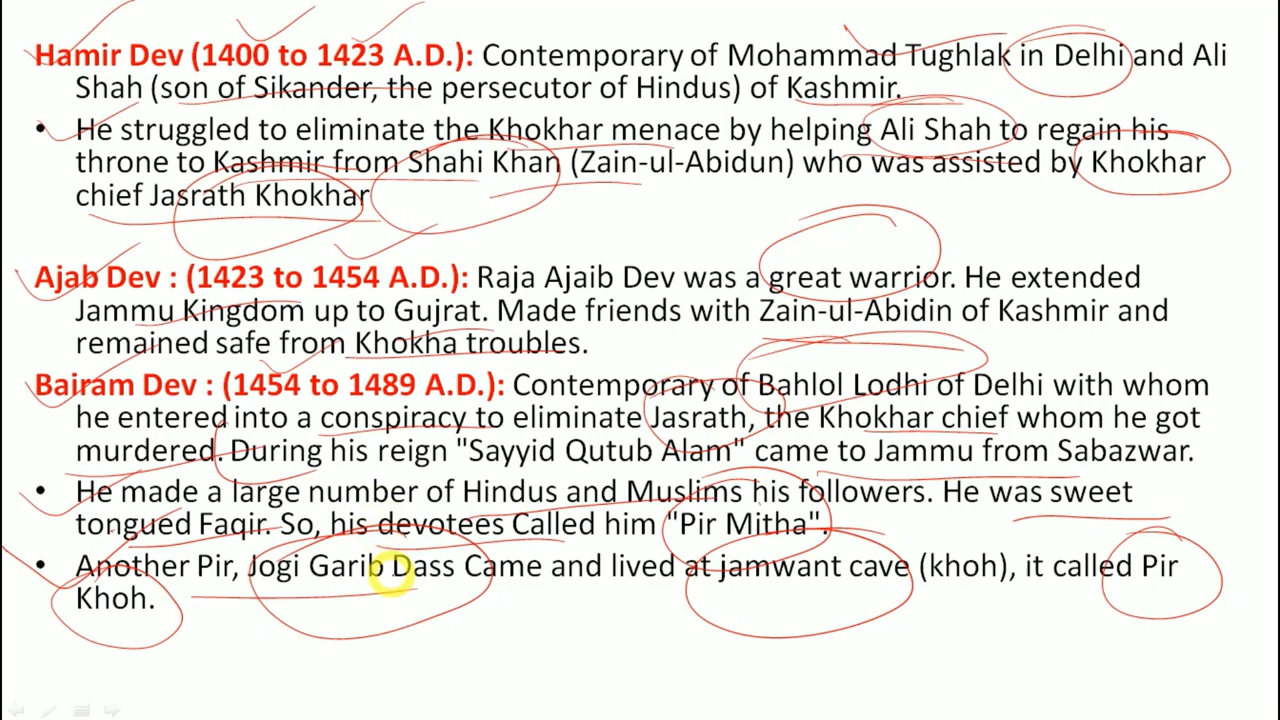 Hamir Dev (1400 to 1423 A.D.): Contemporary of Mohammad Tughlak in Delhi and Ali
Shah (son of Sikander, the persecutor of Hindus) of Kashmir.
• He struggled to eliminate the Khokhar menace by helping Ali Shah to regain his
throne to Kashmir from Shahi Khan (Zain-ul-Abidun) who was assisted by Khokhar
chief Jasrath Khokhar
Ajab Dev : (1423 to 1454 A.D.): Raja Ajaib Dev was a great warrior. He extended
Jammu Kingdom up to Gujrat. Made friends with Zain-ul-Abidin of Kashmir and
remained safe from Khokha troubles.
Bairam Dev : (1454 to 1489 A.D.): Contemporary of Bahlol Lodhi of Delhi with whom
he entered into a conspiracy to eliminate Jasrath, the Khokhar chief whom he got
murdered. During his reign "Sayyid Qutub Alam" came to Jammu from Sabazwar.
• He made a large number of Hindus and Muslims his followers. He was sweet
tongued Faqir. So, his devotees Called him "Pir Mitha".
• Another Pir, Jogi Garib Dass Came and lived at jamwant cave (khoh), it called Pir
Khoh.